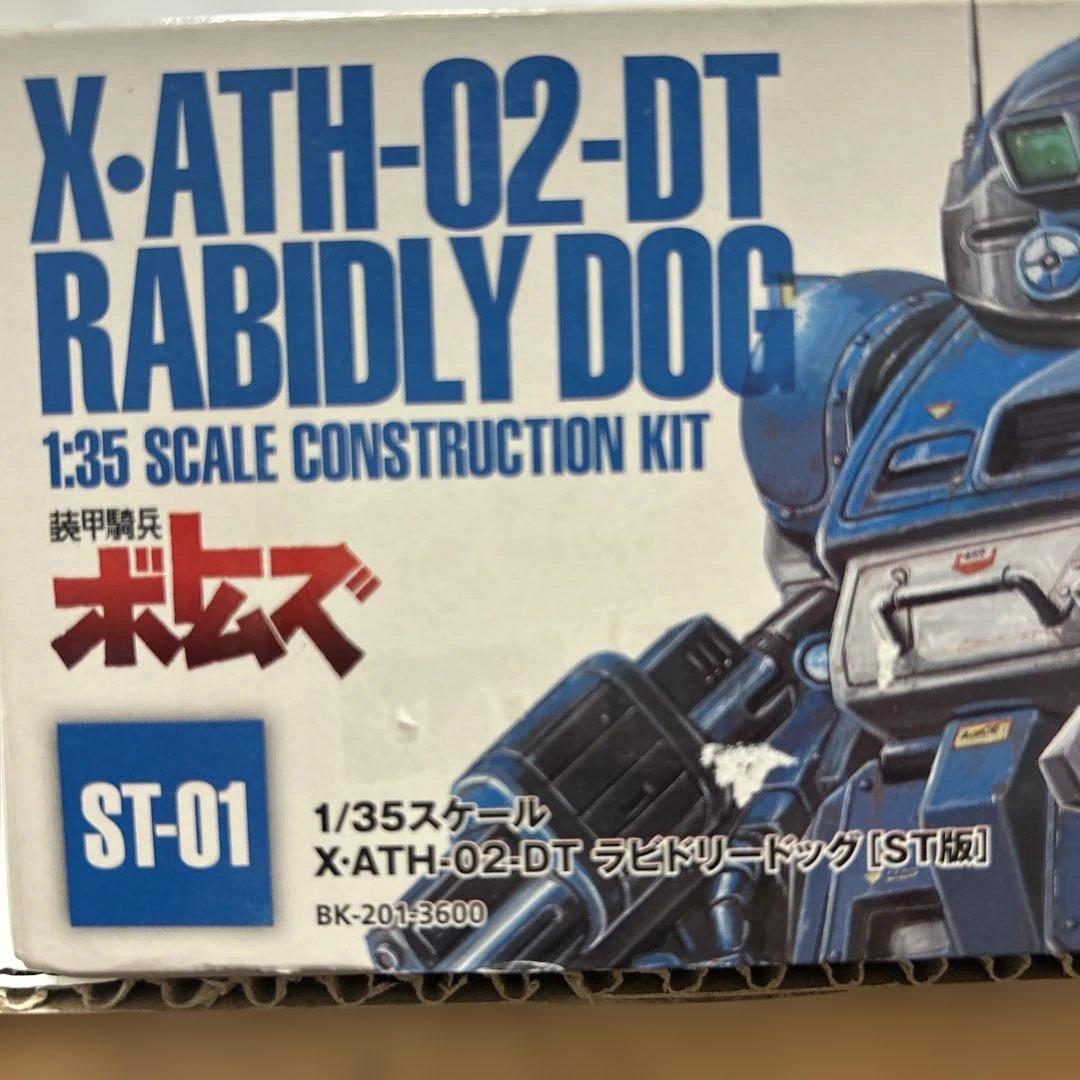 X·ATH-02-DT
RABIDLY DOG
1:35 SCALE CONSTRUCTION KIT
装甲騎兵
ボトムズ
ST-01
1/35スケール
X·ATH-02-DT ラビドリードッグ[ST版]
BK-201-3600